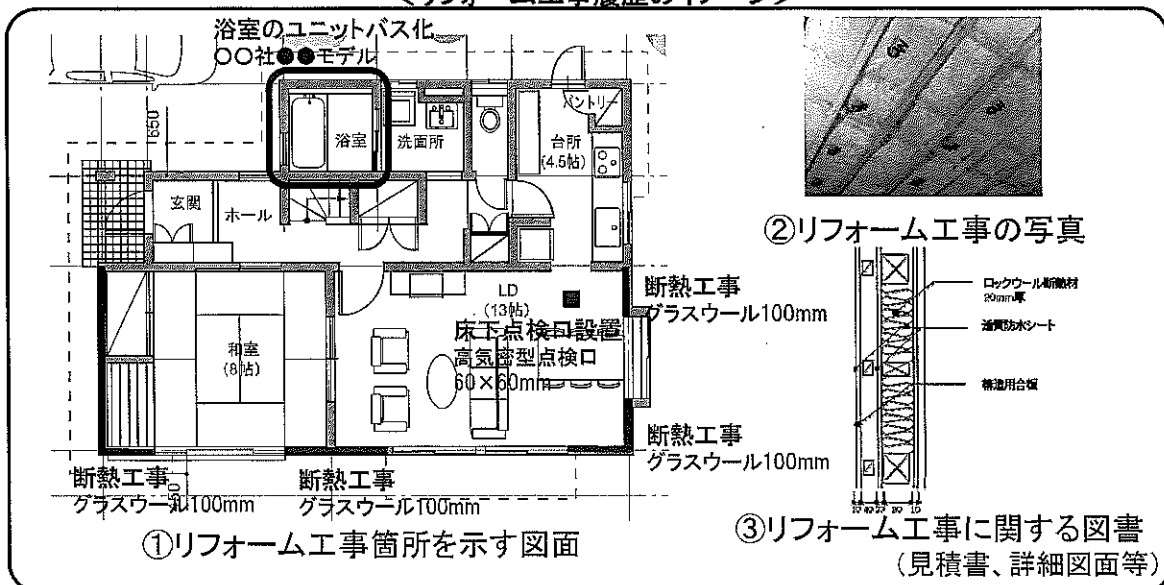 浴室のユニットバス化
〇〇社●●モデル
650
浴室
洗面所
パントリー
台所
(4.5帖)
玄関
ホール
LD
(13帖)
床下点検口設置
高気密型点検口
60×60mm
和室
(8帖)
断熱工事
グラスウール100mm
断熱工事
グラスウール100mm
断熱工事
グラスウール100mm
断熱工事
グラスウール100mm
①リフォーム工事箇所を示す図面
②リフォーム工事の写真
ロックウール断熱材
構造用合板
③リフォーム工事に関する図書
(見積書、詳細図面等)